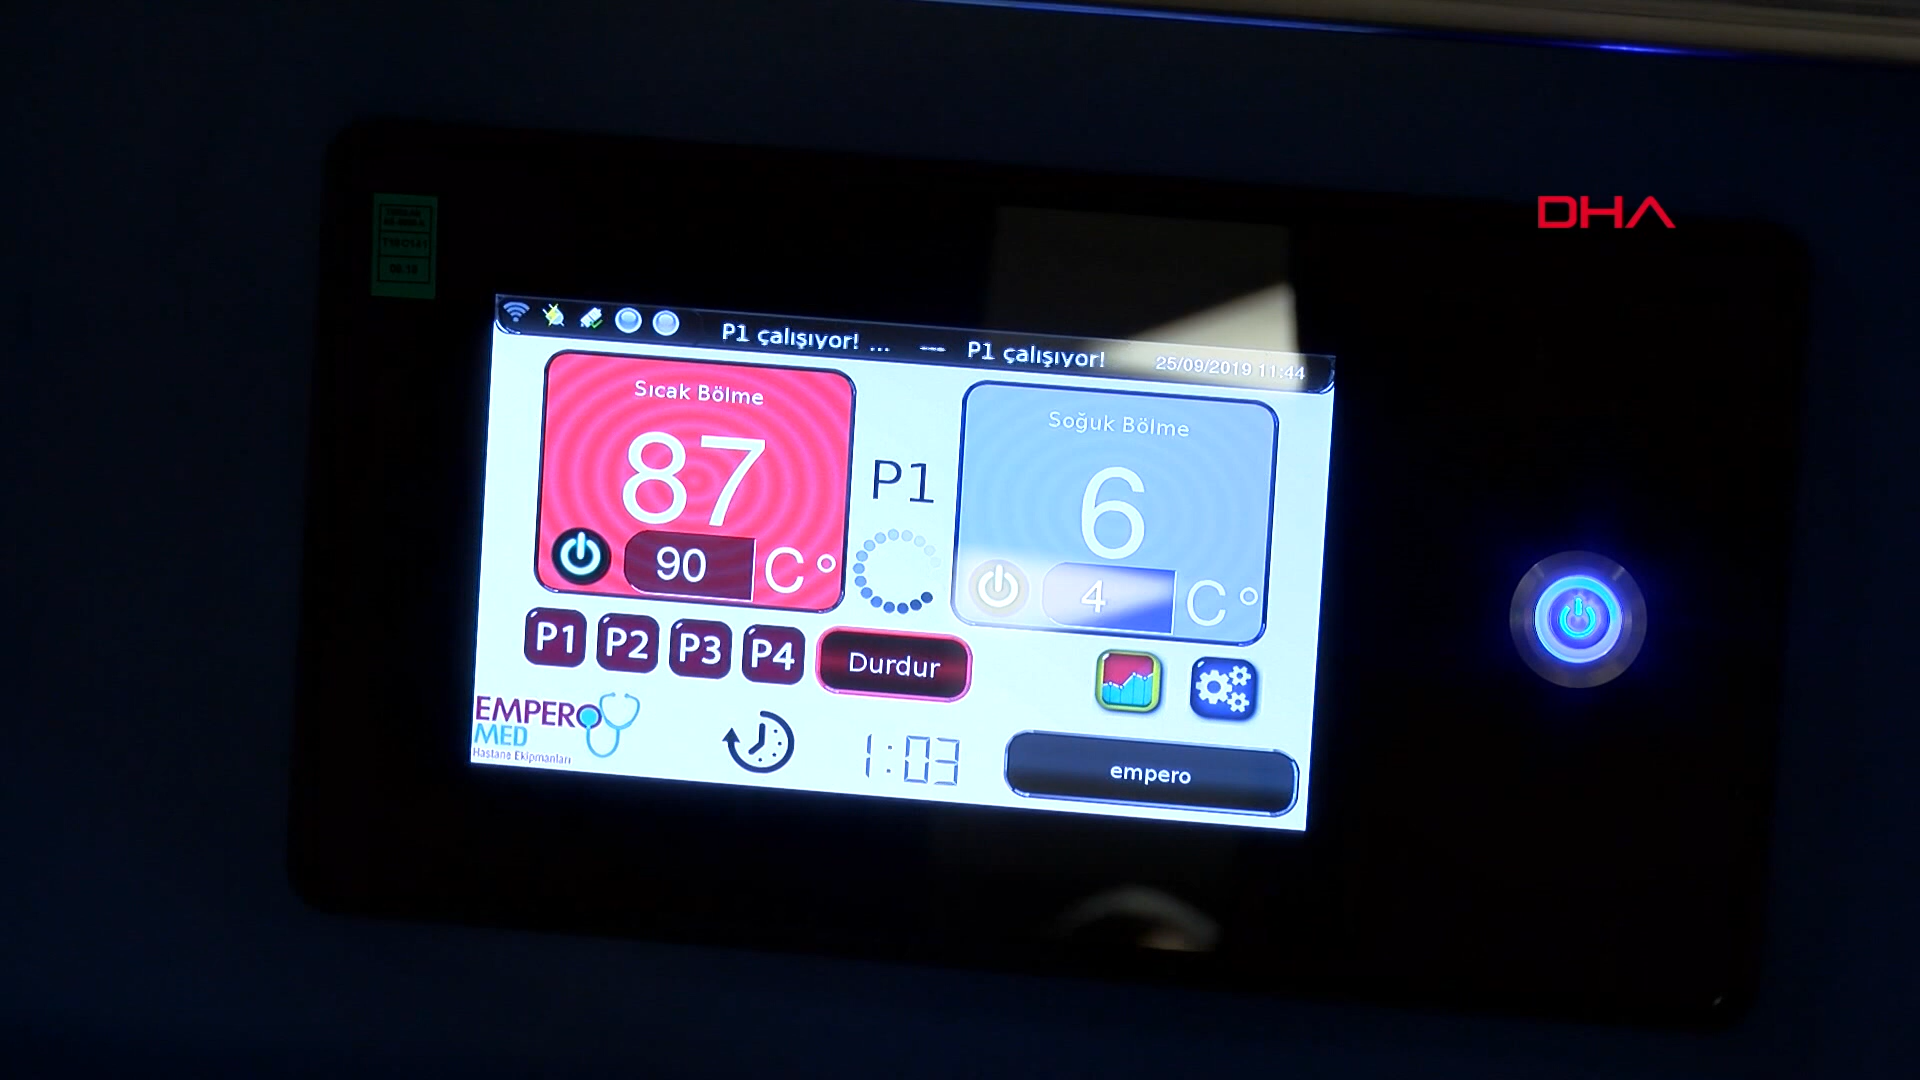 DHA
P1 çalışıyor! ... --- P1 çalışıyor! 25/09/2019 11:44
Sıcak Bölme
87
90 C°
P1
Soğuk Bölme
6
4 C°
P1 P2 P3 P4 Durdur
EMPERO
MED
Hastane Ekipmanları
1:03
empero